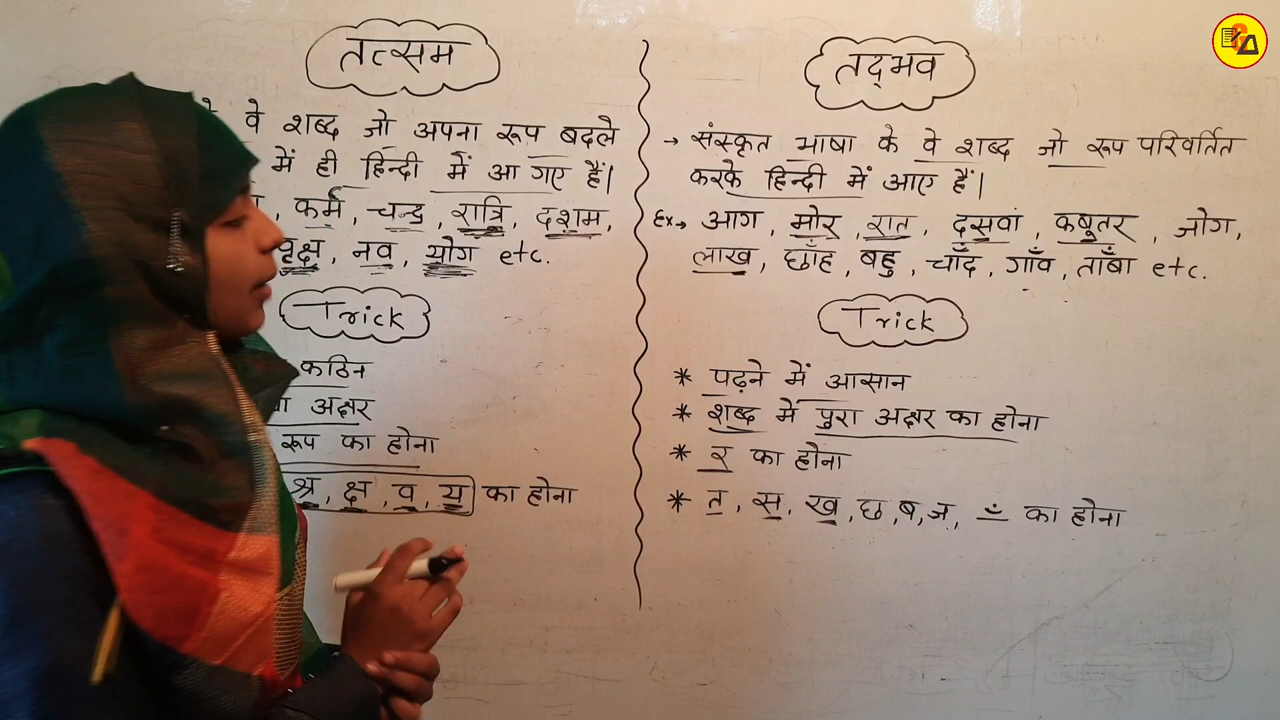 तत्सम
वे शब्द जो अपना रूप बदले
में ही हिन्दी में आ गए हैं।
, कर्म, चन्द्र, रात्रि, दशम,
वृक्ष, नव, योग etc.
Trick
कठिन
अक्षर
रूप का होना
श्र, क्ष, व, य का होना
तद्भव
→ संस्कृत भाषा के वे शब्द जो रूप परिवर्तित
करके हिन्दी में आए हैं।
Ex→ आग, मोर, रात, दसवां, कबूतर, जोग,
लाख, छाँह, बहु, चाँद, गाँव, ताँबा etc.
Trick
* पढ़ने में आसान
* शब्द में पुरा अक्षर का होना
* र का होना
* त, स, ख, छ, ब, ज, ँ का होना